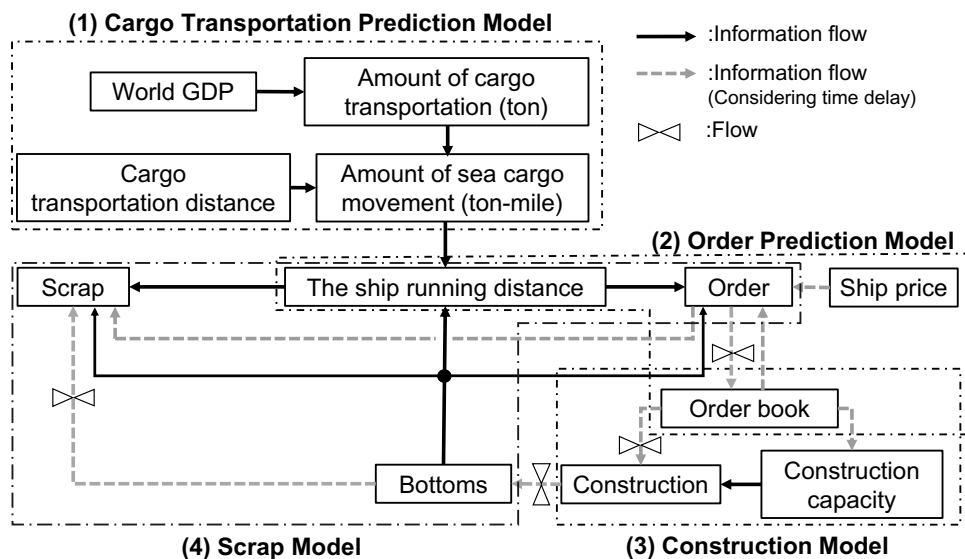 (1) Cargo Transportation Prediction Model
:Information flow
:Information flow
(Considering time delay)
:Flow
World GDP
Amount of cargo
transportation (ton)
Cargo
transportation distance
Amount of sea cargo
movement (ton-mile)
(2) Order Prediction Model
Scrap
The ship running distance
Order
Ship price
Order book
Bottoms
Construction
Construction
capacity
(4) Scrap Model
(3) Construction Model